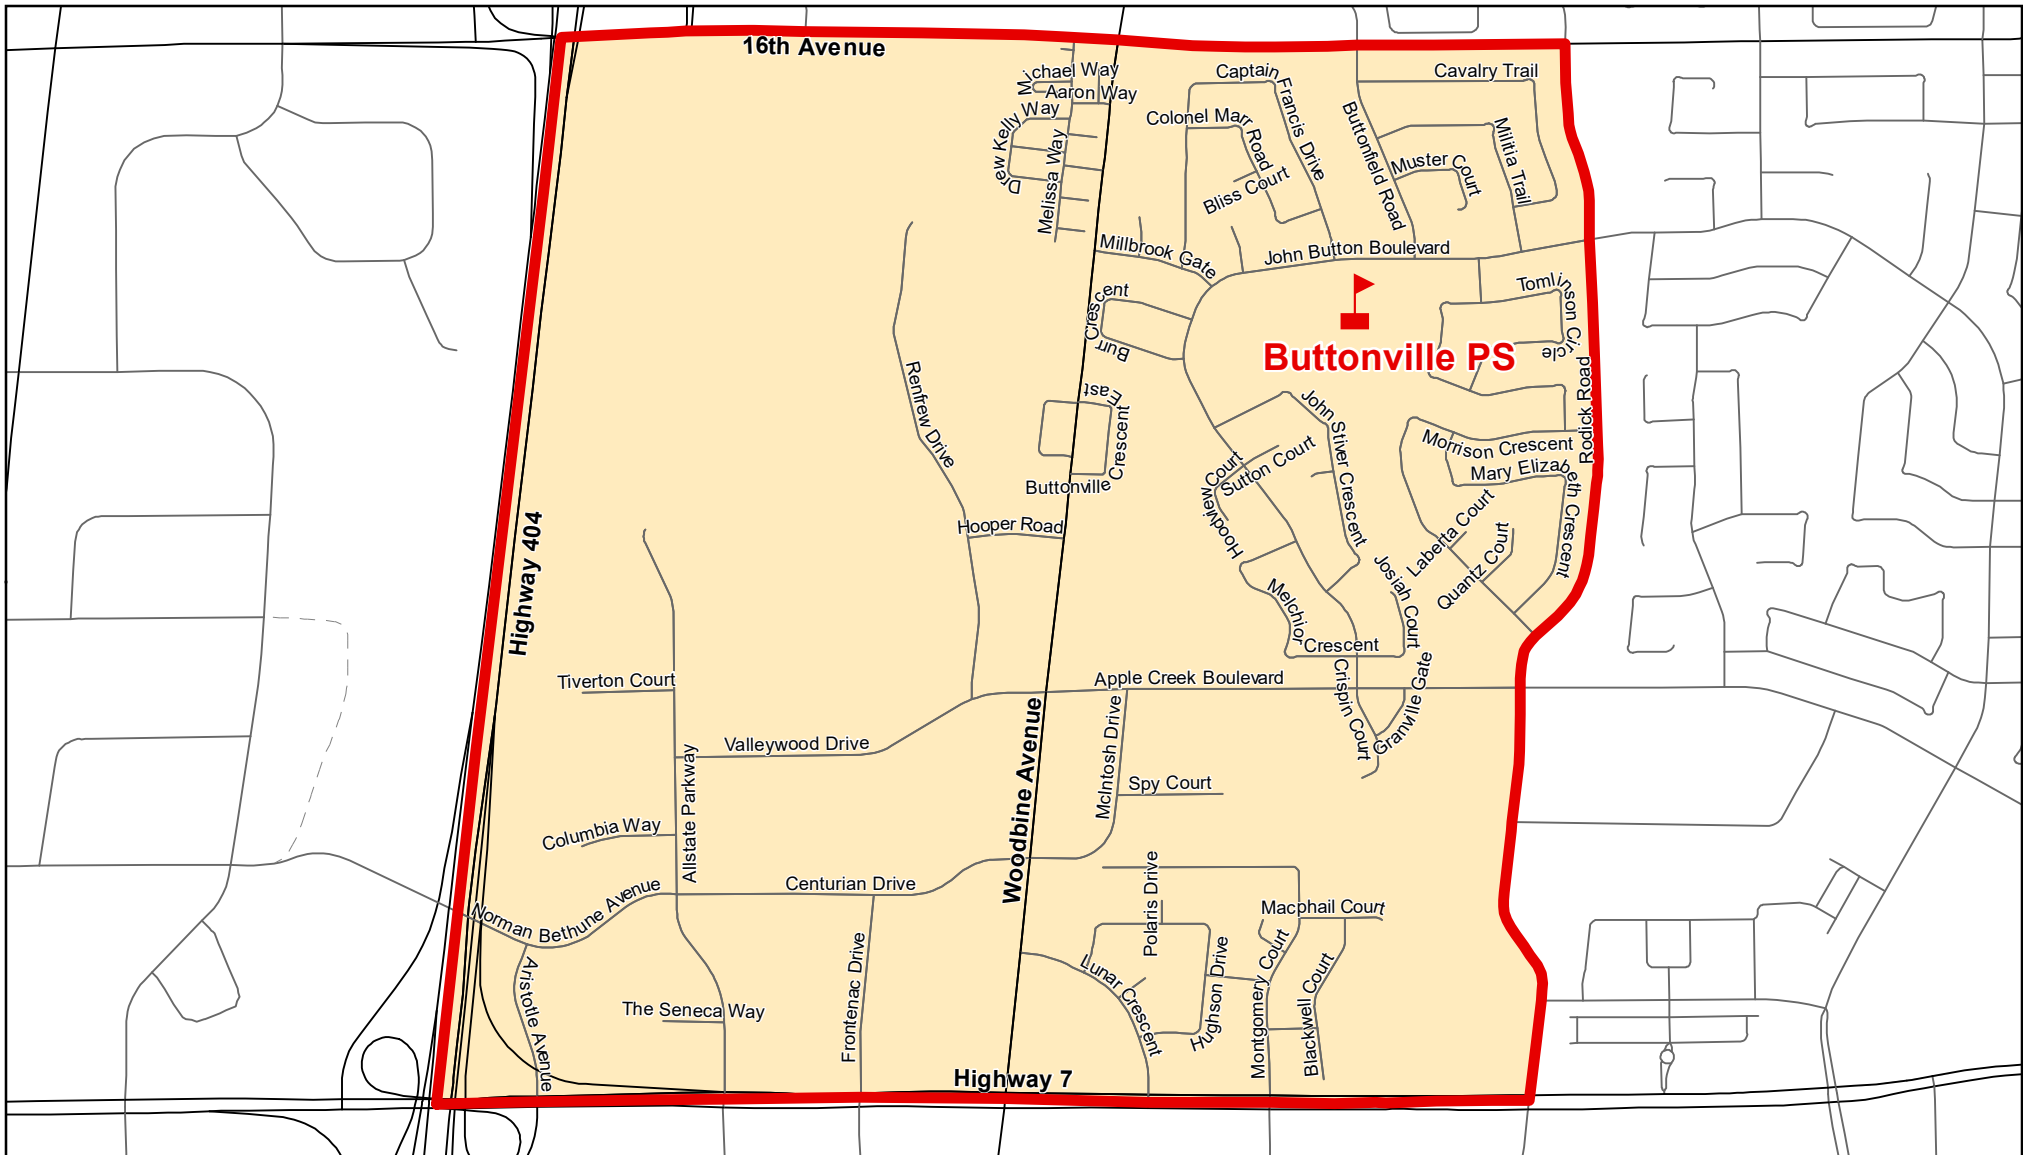 16th Avenue
Michael Way
Aaron Way
Drew Kelly Way
Melissa Way
Captain Francis Drive
Cavalry Trail
Colonel Marr Road
Bliss Court
Buttonfield Road
Militia Trail
Muster Court
Millbrook Gate
John Button Boulevard
Burr Crescent
Tomlinson Circle
Buttonville PS
Rodick Road
Renfrew Drive
Buttonville Crescent East
John Stiver Crescent
Morrison Crescent
Mary Elizabeth Crescent
Sutton Court
Hoodview Court
Hooper Road
Laberta Court
Quantz Court
Josiah Court
Highway 404
Melchior Crescent
Tiverton Court
Apple Creek Boulevard
Crispin Court
Granville Gate
Valleywood Drive
Allstate Parkway
Woodbine Avenue
McIntosh Drive
Spy Court
Columbia Way
Centurian Drive
Norman Bethune Avenue
Polaris Drive
Macphail Court
Aristotle Avenue
The Seneca Way
Frontenac Drive
Lunar Crescent
Hughson Drive
Montgomery Court
Blackwell Court
Highway 7